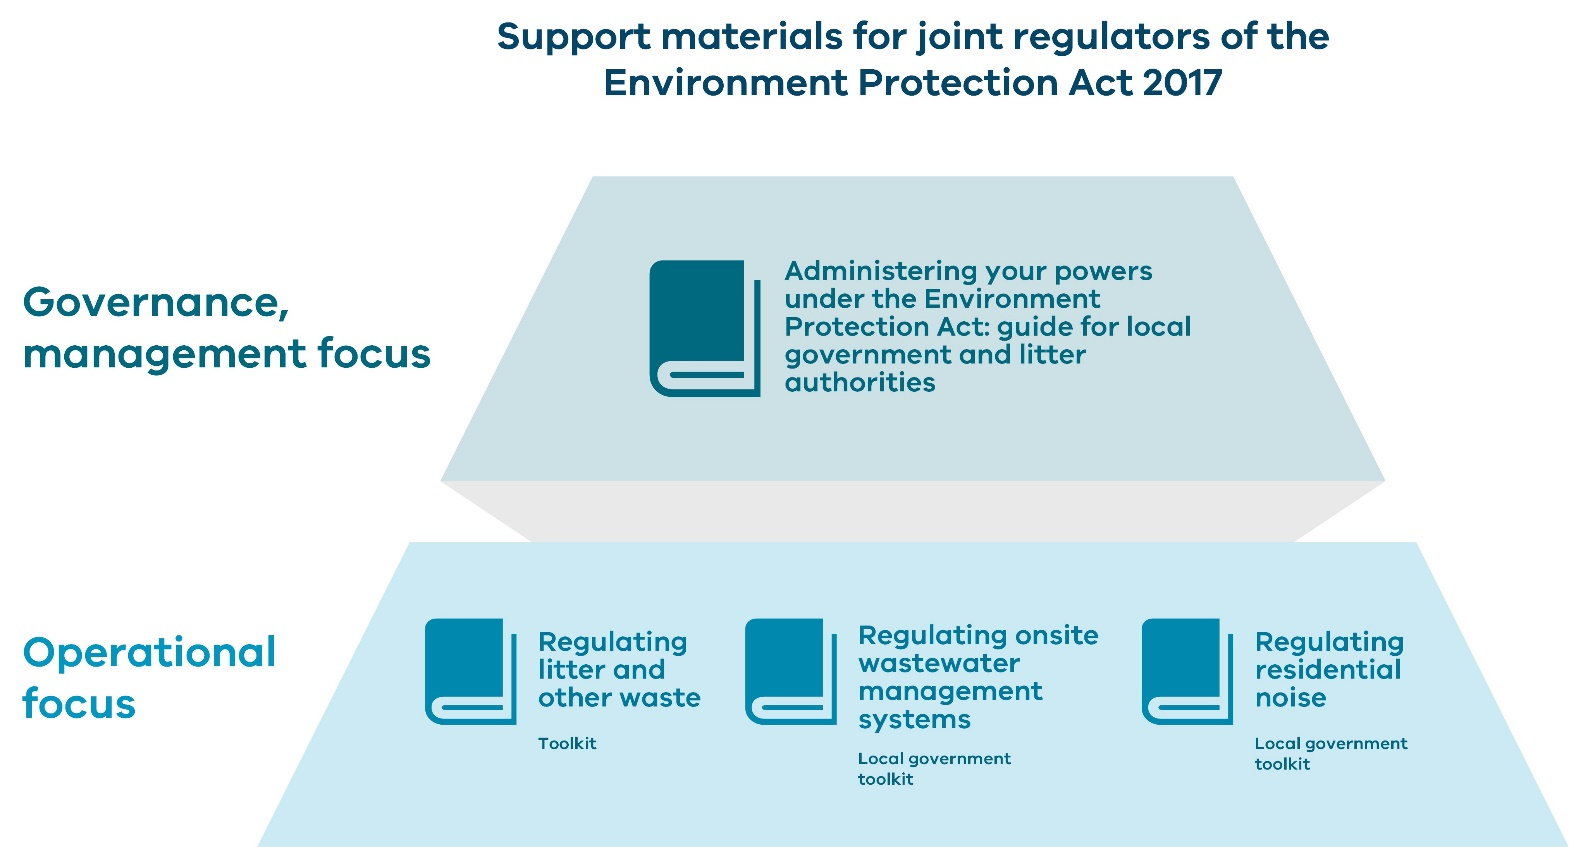 Support materials for joint regulators of the
Environment Protection Act 2017
Governance,
management focus
Administering your powers
under the Environment
Protection Act: guide for local
government and litter
authorities
Operational
focus
Regulating
litter and
other waste
Toolkit
Regulating onsite
wastewater
management
systems
Local government
toolkit
Regulating
residential
noise
Local government
toolkit